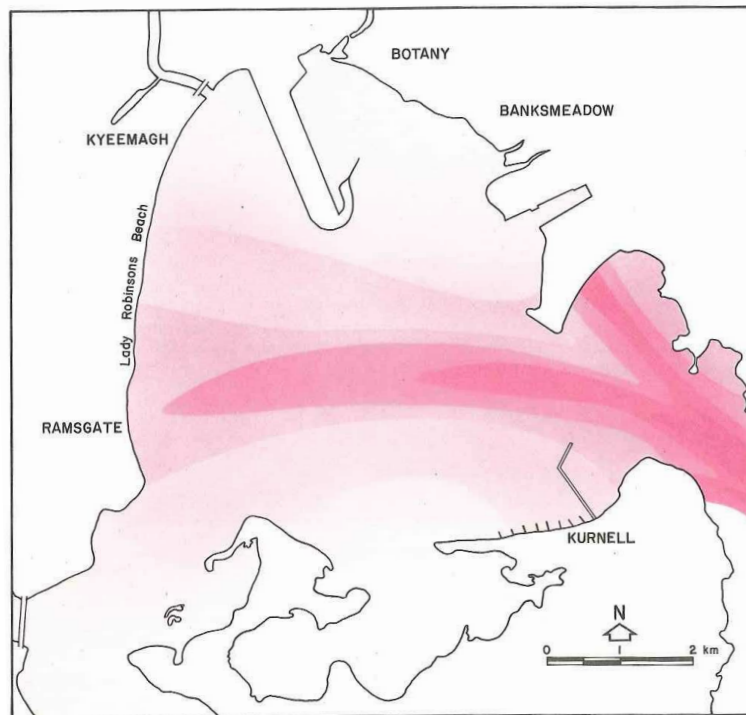 BOTANY
BANKSMEADOW
KYEEMAGH
Lady Robinsons Beach
RAMSGATE
KURNELL
N
0 1 2 km